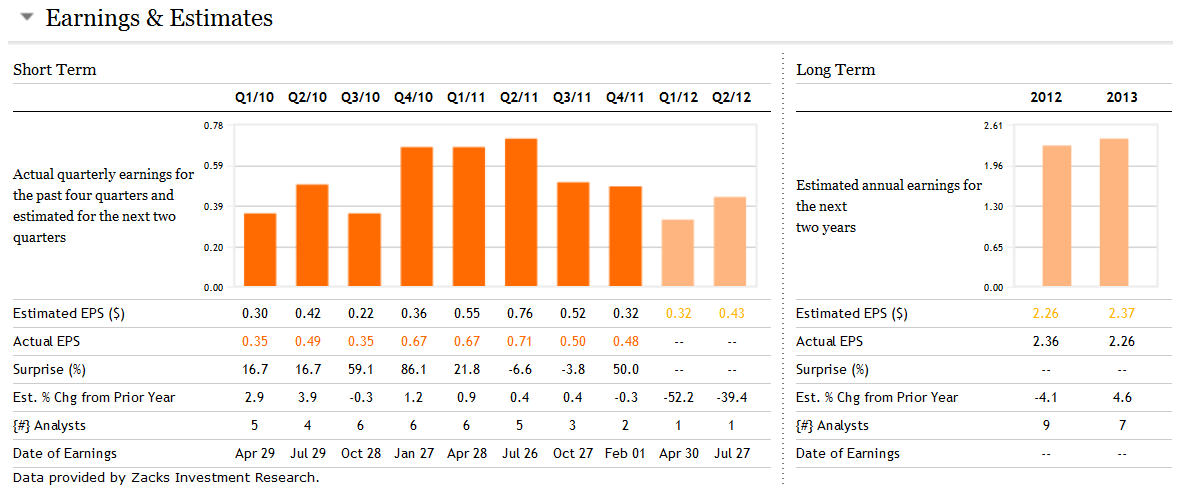 Earnings & Estimates
Short Term
Q1/10 Q2/10 Q3/10 Q4/10 Q1/11 Q2/11 Q3/11 Q4/11 Q1/12 Q2/12
Actual quarterly earnings for
the past four quarters and
estimated for the next two
quarters
0.78
0.59
0.39
0.20
0.00
Estimated EPS ($) 0.30 0.42 0.22 0.36 0.55 0.76 0.52 0.32 0.32 0.43
Actual EPS 0.35 0.49 0.35 0.67 0.67 0.71 0.50 0.48 -- --
Surprise (%) 16.7 16.7 59.1 86.1 21.8 -6.6 -3.8 50.0 -- --
Est. % Chg from Prior Year 2.9 3.9 -0.3 1.2 0.9 0.4 0.4 -0.3 -52.2 -39.4
{#} Analysts 5 4 6 6 6 5 3 2 1 1
Date of Earnings Apr 29 Jul 29 Oct 28 Jan 27 Apr 28 Jul 26 Oct 27 Feb 01 Apr 30 Jul 27
Data provided by Zacks Investment Research.
Long Term
2012 2013
Estimated annual earnings for
the next
two years
2.61
1.96
1.30
0.65
0.00
Estimated EPS ($) 2.26 2.37
Actual EPS 2.36 2.26
Surprise (%) -- --
Est. % Chg from Prior Year -4.1 4.6
{#} Analysts 9 7
Date of Earnings -- --